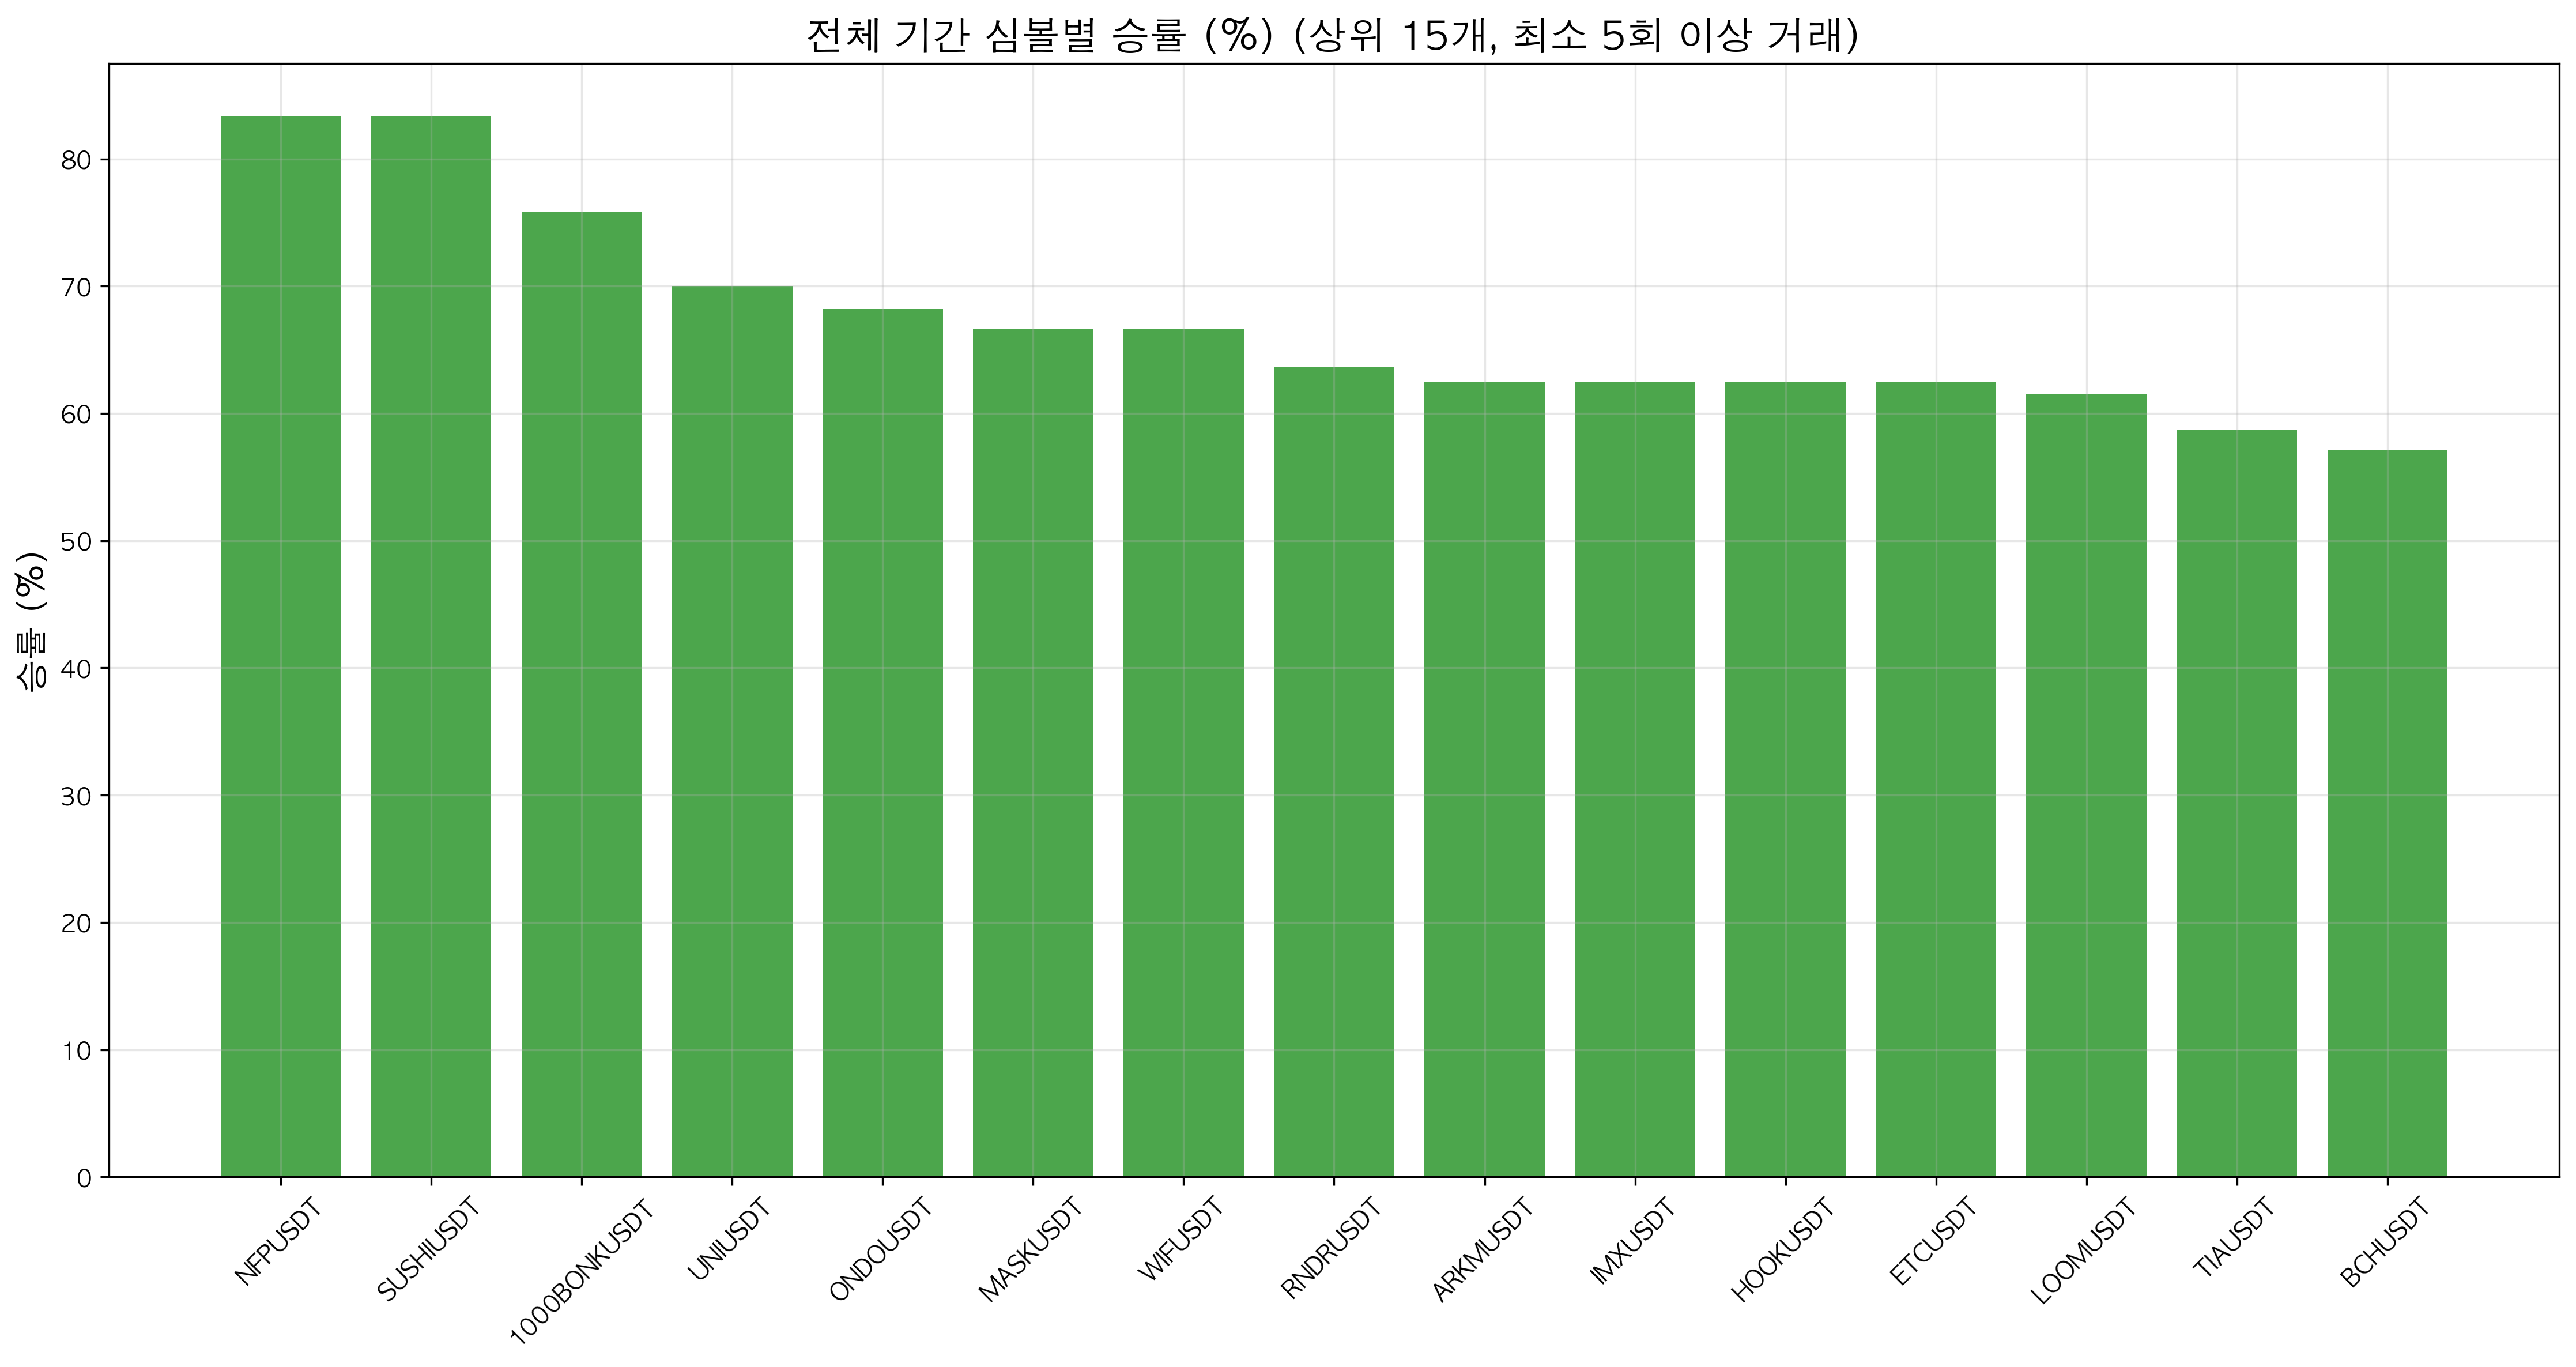 전체 기간 심볼별 승률 (%) (상위 15개, 최소 5회 이상 거래)
승률 (%)
80
70
60
50
40
30
20
10
0
NFPUSDT
SUSHIUSDT
1000BONKUSDT
UNIUSDT
ONDOUSDT
MASKUSDT
WIFUSDT
RNDRUSDT
ARKMUSDT
IMXUSDT
HOOKUSDT
ETCUSDT
LOOMUSDT
TIAUSDT
BCHUSDT